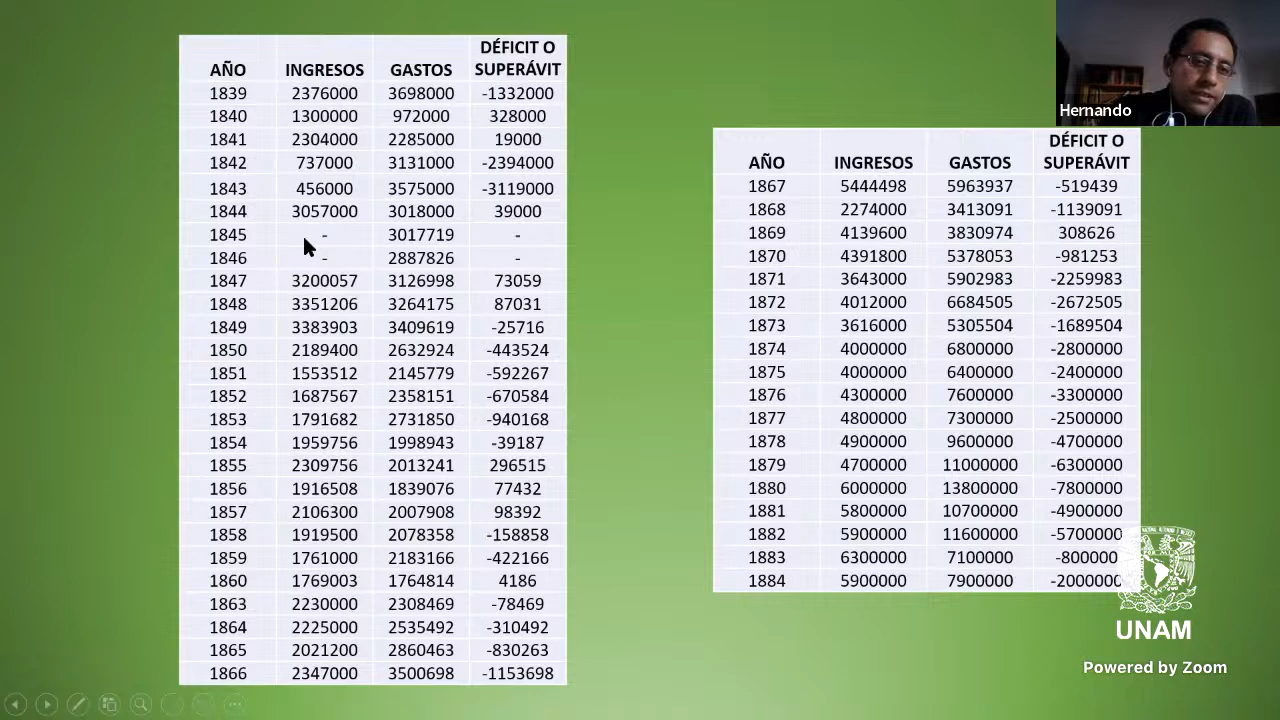 AÑO INGRESOS GASTOS DÉFICIT O SUPERÁVIT
1839 2376000 3698000 -1332000
1840 1300000 972000 328000
1841 2304000 2285000 19000
1842 737000 3131000 -2394000
1843 456000 3575000 -3119000
1844 3057000 3018000 39000
1845 - 3017719 -
1846 - 2887826 -
1847 3200057 3126998 73059
1848 3351206 3264175 87031
1849 3383903 3409619 -25716
1850 2189400 2632924 -443524
1851 1553512 2145779 -592267
1852 1687567 2358151 -670584
1853 1791682 2731850 -940168
1854 1959756 1998943 -39187
1855 2309756 2013241 296515
1856 1916508 1839076 77432
1857 2106300 2007908 98392
1858 1919500 2078358 -158858
1859 1761000 2183166 -422166
1860 1769003 1764814 4186
1863 2230000 2308469 -78469
1864 2225000 2535492 -310492
1865 2021200 2860463 -830263
1866 2347000 3500698 -1153698
Hernando
AÑO INGRESOS GASTOS DÉFICIT O SUPERÁVIT
1867 5444498 5963937 -519439
1868 2274000 3413091 -1139091
1869 4139600 3830974 308626
1870 4391800 5378053 -981253
1871 3643000 5902983 -2259983
1872 4012000 6684505 -2672505
1873 3616000 5305504 -1689504
1874 4000000 6800000 -2800000
1875 4000000 6400000 -2400000
1876 4300000 7600000 -3300000
1877 4800000 7300000 -2500000
1878 4900000 9600000 -4700000
1879 4700000 11000000 -6300000
1880 6000000 13800000 -7800000
1881 5800000 10700000 -4900000
1882 5900000 11600000 -5700000
1883 6300000 7100000 -800000
1884 5900000 7900000 -2000000
UNAM
Powered by Zoom